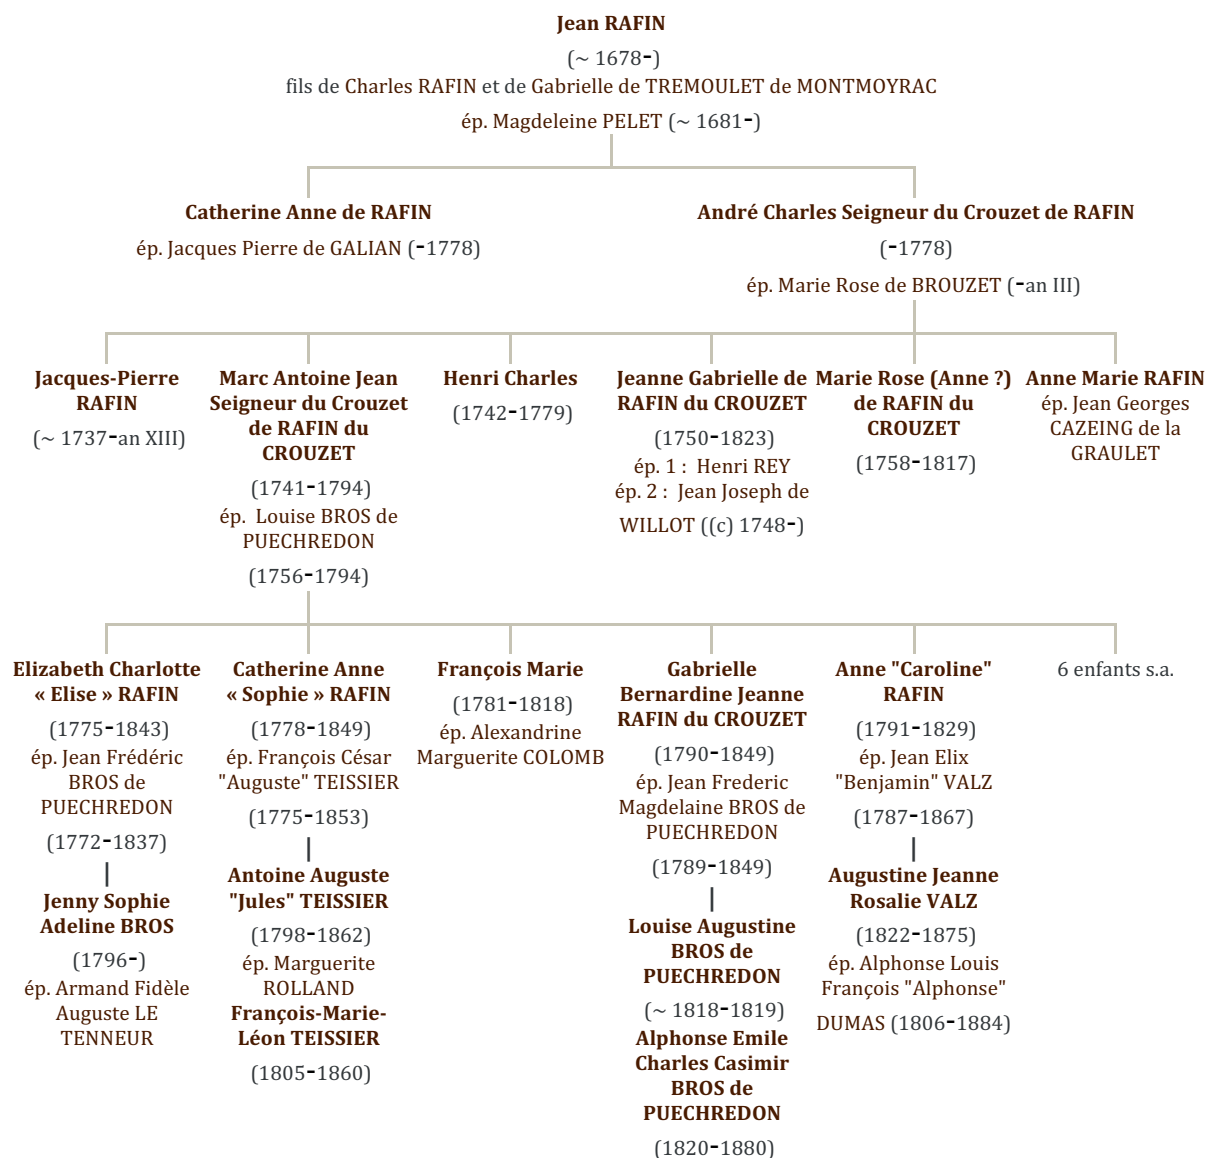 Jean RAFIN
(~ 1678-)
fils de Charles RAFIN et de Gabrielle de TREMOULET de MONTMOYRAC
ép. Magdeleine PELET (~ 1681-)
Catherine Anne de RAFIN
ép. Jacques Pierre de GALIAN (-1778)
André Charles Seigneur du Crouzet de RAFIN
(-1778)
ép. Marie Rose de BROUZET (-an III)
Jacques-Pierre
RAFIN
(~ 1737-an XIII)
Marc Antoine Jean
Seigneur du Crouzet
de RAFIN du
CROUZET
(1741-1794)
ép. Louise BROS de
PUECHREDON
(1756-1794)
Henri Charles
(1742-1779)
Jeanne Gabrielle de
RAFIN du CROUZET
(1750-1823)
ép. 1 : Henri REY
ép. 2 : Jean Joseph de
WILLOT ((c) 1748-)
Marie Rose (Anne ?)
de RAFIN du
CROUZET
(1758-1817)
Anne Marie RAFIN
ép. Jean Georges
CAZEING de la
GRAULET
Elizabeth Charlotte
« Elise » RAFIN
(1775-1843)
ép. Jean Frédéric
BROS de
PUECHREDON
(1772-1837)
Jenny Sophie
Adeline BROS
(1796-)
ép. Armand Fidèle
Auguste LE
TENNEUR
Catherine Anne
« Sophie » RAFIN
(1778-1849)
ép. François César
"Auguste" TEISSIER
(1775-1853)
Antoine Auguste
"Jules" TEISSIER
(1798-1862)
ép. Marguerite
ROLLAND
François-Marie-
Léon TEISSIER
(1805-1860)
François Marie
(1781-1818)
ép. Alexandrine
Marguerite COLOMB
Gabrielle
Bernardine Jeanne
RAFIN du CROUZET
(1790-1849)
ép. Jean Frederic
Magdelaine BROS de
PUECHREDON
(1789-1849)
Louise Augustine
BROS de
PUECHREDON
(~ 1818-1819)
Alphonse Emile
Charles Casimir
BROS de
PUECHREDON
(1820-1880)
Anne "Caroline"
RAFIN
(1791-1829)
ép. Jean Elix
"Benjamin" VALZ
(1787-1867)
Augustine Jeanne
Rosalie VALZ
(1822-1875)
ép. Alphonse Louis
François "Alphonse"
DUMAS (1806-1884)
6 enfants s.a.